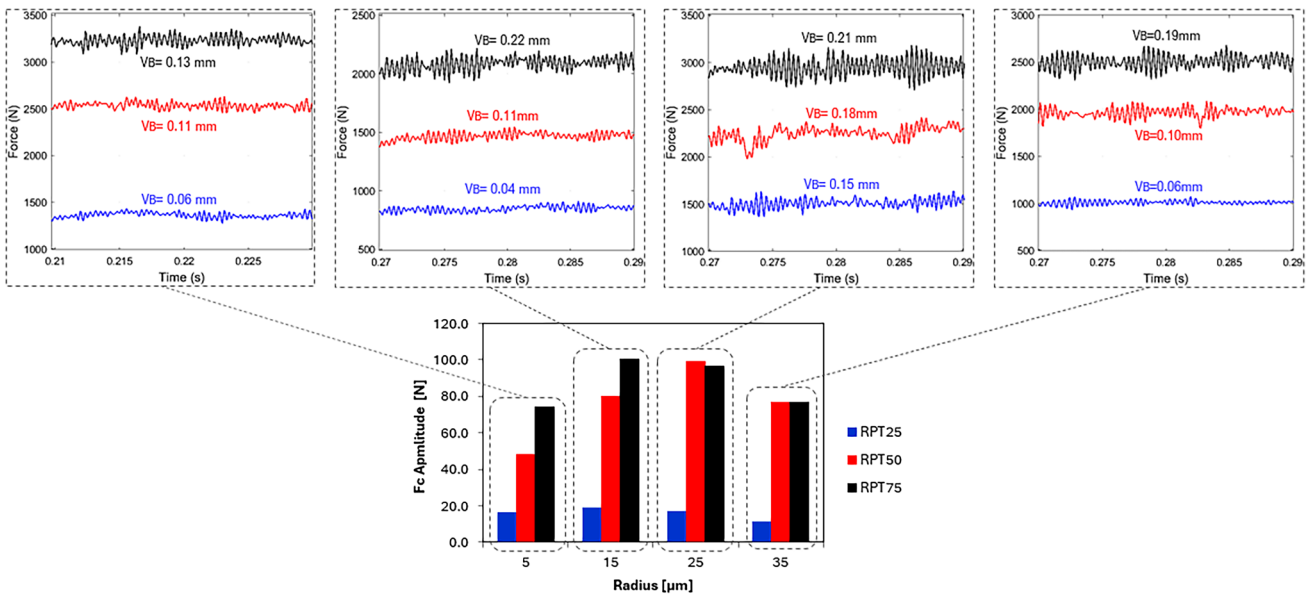 3500
3000
2500
2000
1500
1000
Force (N)
VB= 0.13 mm
VB= 0.11 mm
VB= 0.06 mm
0.21
0.215
0.22
0.225
Time (s)
2500
2000
1500
1000
500
Force (N)
VB= 0.22 mm
VB= 0.11mm
VB= 0.04 mm
0.27
0.275
0.28
0.285
0.29
Time (s)
3500
3000
2500
2000
1500
1000
Force (N)
VB= 0.21 mm
VB= 0.18mm
VB= 0.15 mm
0.27
0.275
0.28
0.285
0.29
Time (s)
3000
2500
2000
1500
1000
500
Force (N)
VB=0.19mm
VB=0.10mm
VB=0.06mm
0.27
0.275
0.28
0.285
0.29
Time (s)
120.0
100.0
80.0
60.0
40.0
20.0
0.0
Fc Apmlitude [N]
5
15
25
35
Radius [µm]
RPT25
RPT50
RPT75